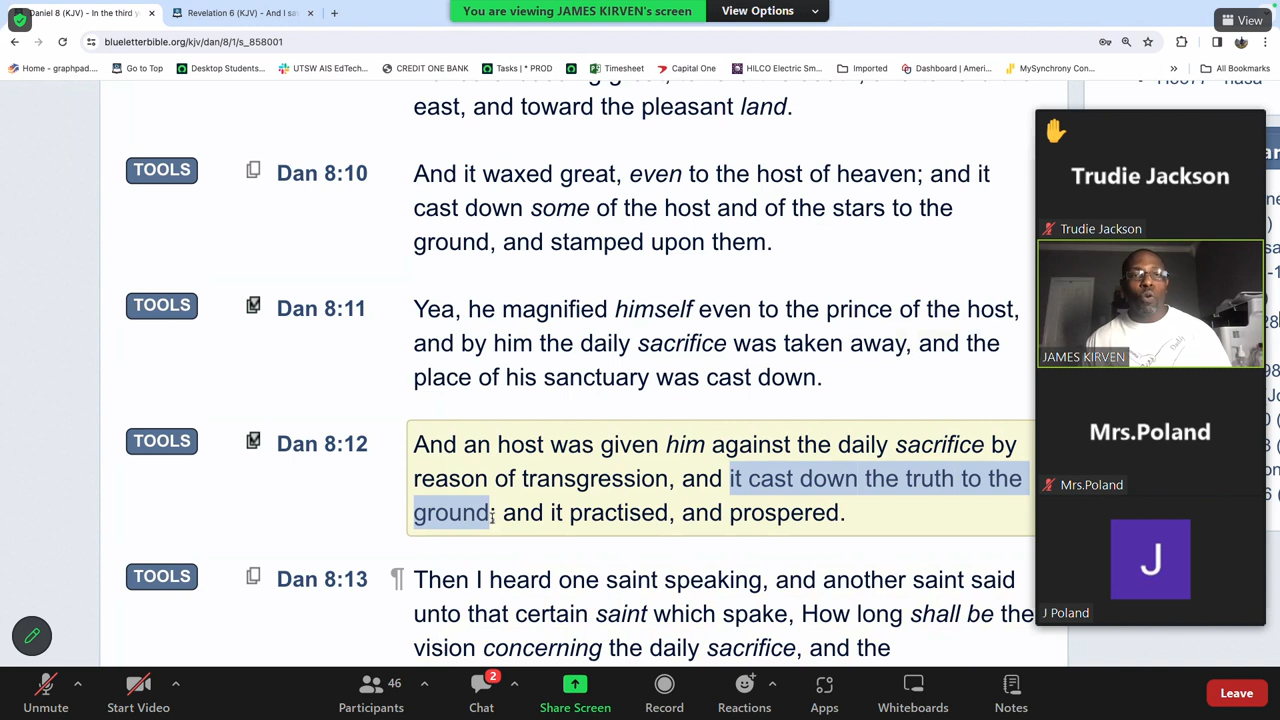 Daniel 8 (KJV) - In the third y
Revelation 6 (KJV) - And I sa
You are viewing JAMES KIRVEN's screen
View Options
View
blueletterbible.org/kjv/dan/8/1/s_858001
Home - graphpad...
Go to Top
Desktop Students...
UTSW AIS EdTech...
CREDIT ONE BANK
Tasks | * PROD
Timesheet
Capital One
HILCO Electric Sm...
Imported
Dashboard | Ameri...
MySynchrony Con...
»
All Bookmarks
east, and toward the pleasant land.
TOOLS
Dan 8:10
And it waxed great, even to the host of heaven; and it
cast down some of the host and of the stars to the
ground, and stamped upon them.
TOOLS
Dan 8:11
Yea, he magnified himself even to the prince of the host,
and by him the daily sacrifice was taken away, and the
place of his sanctuary was cast down.
TOOLS
Dan 8:12
And an host was given him against the daily sacrifice by
reason of transgression, and it cast down the truth to the
ground; and it practised, and prospered.
TOOLS
Dan 8:13
¶ Then I heard one saint speaking, and another saint said
unto that certain saint which spake, How long shall be the
vision concerning the daily sacrifice, and the
Trudie Jackson
Trudie Jackson
JAMES KIRVEN
Mrs.Poland
Mrs.Poland
J
J Poland
Unmute
Start Video
46
Participants
2
Chat
Share Screen
Record
Reactions
Apps
Whiteboards
Notes
Leave